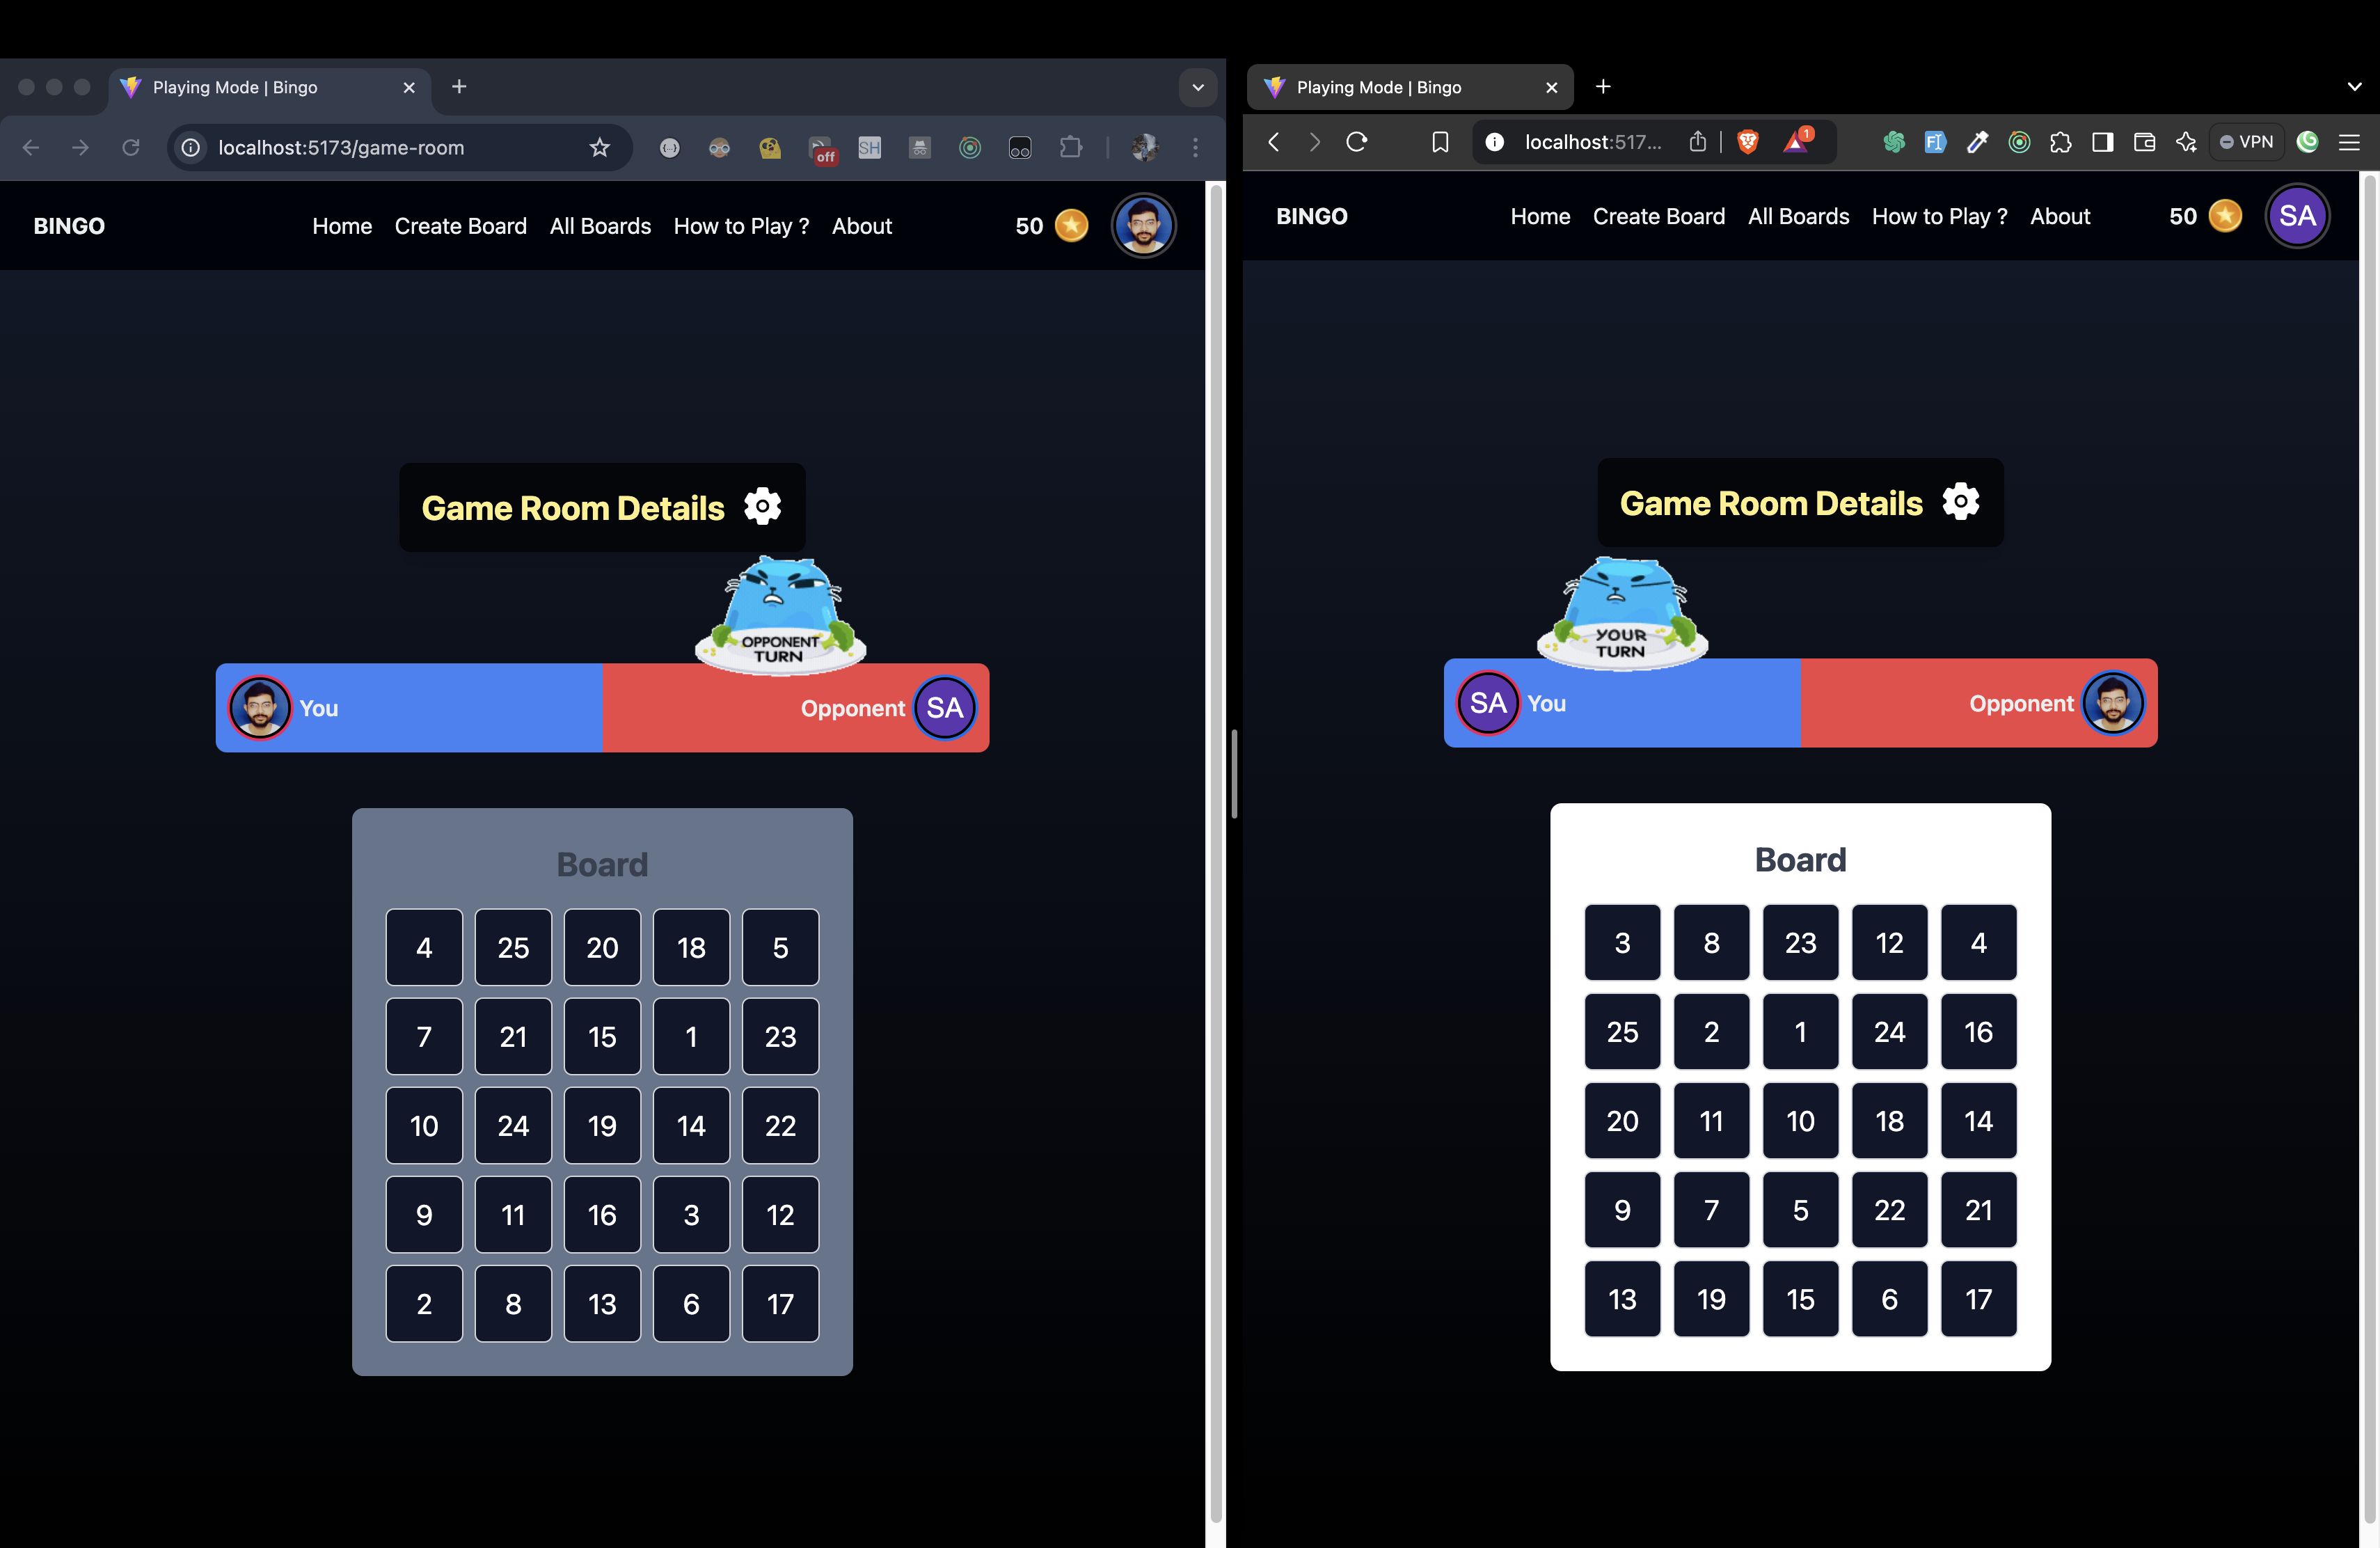 Playing Mode | Bingo
localhost:5173/game-room
off
SH
BINGO
Home Create Board All Boards How to Play ? About
50
Game Room Details
OPPONENT
TURN
You
Opponent SA
Board
4 25 20 18 5
7 21 15 1 23
10 24 19 14 22
9 11 16 3 12
2 8 13 6 17
Playing Mode | Bingo
localhost:517...
1
VPN
BINGO
Home Create Board All Boards How to Play ? About
50
SA
Game Room Details
YOUR
TURN
SA You
Opponent
Board
3 8 23 12 4
25 2 1 24 16
20 11 10 18 14
9 7 5 22 21
13 19 15 6 17